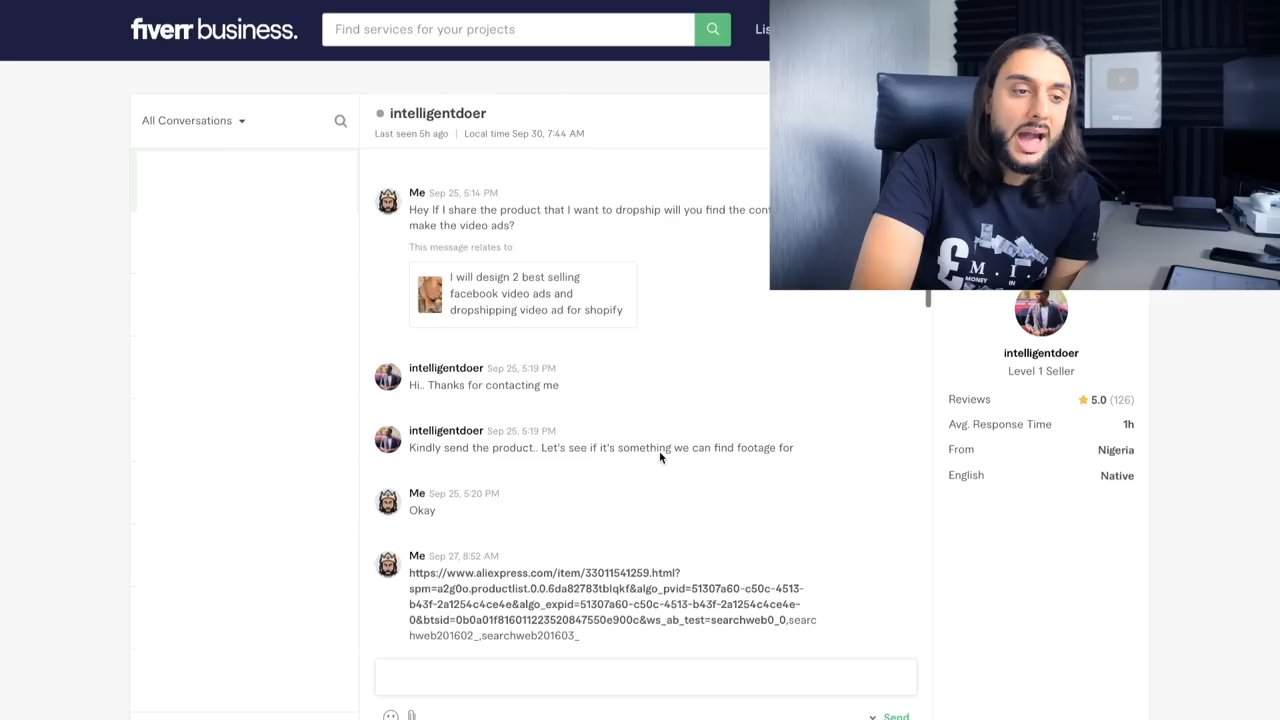 fiverr business.
Find services for your projects
All Conversations
intelligentdoer
Last seen 5h ago | Local time Sep 30, 7:44 AM
Me Sep 25, 5:14 PM
Hey If I share the product that I want to dropship will you find the
make the video ads?
This message relates to:
I will design 2 best selling
facebook video ads and
dropshipping video ad for shopify
intelligentdoer Sep 25, 5:19 PM
Hi.. Thanks for contacting me
intelligentdoer Sep 25, 5:19 PM
Kindly send the product.. Let's see if it's something we can find footage for
Me Sep 25, 5:20 PM
Okay
Me Sep 27, 8:52 AM
https://www.aliexpress.com/item/33011541259.html?
spm=a2g0o.productlist.0.0.6da82783tblqkf&algo_pvid=51307a60-c50c-4513-
b43f-2a1254c4ce4e&algo_expid=51307a60-c50c-4513-b43f-2a1254c4ce4e-
0&btsid=0b0a01f816011223520847550e900c&ws_ab_test=searchweb0_0,searc
hweb201602_,searchweb201603_
Send
intelligentdoer
Level 1 Seller
Reviews 5.0 (126)
Avg. Response Time 1h
From Nigeria
English Native
£ M.I.A
MONEY IN